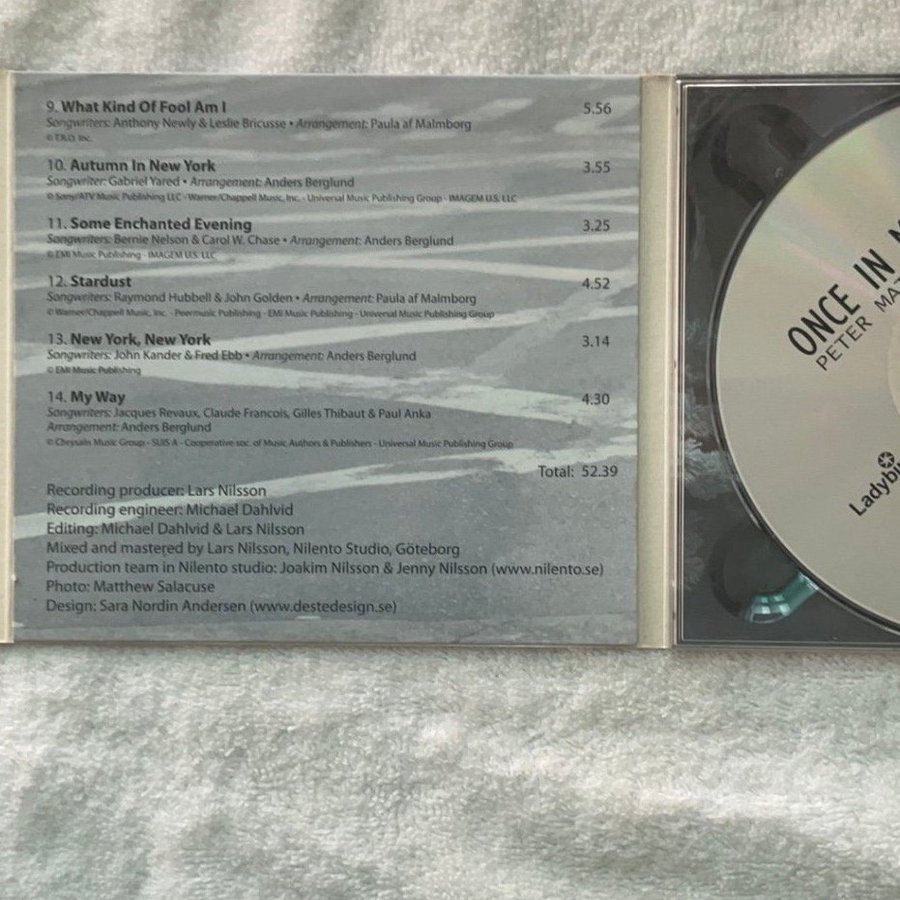 9. What Kind Of Fool Am I 5.56
Songwriters: Anthony Newly & Leslie Bricusse • Arrangement: Paula af Malmborg
© T.R.O. Inc.
10. Autumn In New York 3.55
Songwriter: Gabriel Yared • Arrangement: Anders Berglund
© Sony/ATV Music Publishing LLC - Warner/Chappell Music, Inc. - Universal Music Publishing Group - IMAGEM U.S. LLC
11. Some Enchanted Evening 3.25
Songwriters: Bernie Nelson & Carol W. Chase • Arrangement: Anders Berglund
© EMI Music Publishing - IMAGEM U.S. LLC
12. Stardust 4.52
Songwriters: Raymond Hubbell & John Golden • Arrangement: Paula af Malmborg
© Warner/Chappell Music, Inc. - Peermusic Publishing - EMI Music Publishing - Universal Music Publishing Group
13. New York, New York 3.14
Songwriters: John Kander & Fred Ebb • Arrangement: Anders Berglund
© EMI Music Publishing
14. My Way 4.30
Songwriters: Jacques Revaux, Claude Francois, Gilles Thibaut & Paul Anka
Arrangement: Anders Berglund
© Chrysalis Music Group - SUISA - Cooperative soc. of Music Authors & Publishers - Universal Music Publishing Group
Total: 52.39
Recording producer: Lars Nilsson
Recording engineer: Michael Dahlvid
Editing: Michael Dahlvid & Lars Nilsson
Mixed and mastered by Lars Nilsson, Nilento Studio, Göteborg
Production team in Nilento studio: Joakim Nilsson & Jenny Nilsson (www.nilento.se)
Photo: Matthew Salacuse
Design: Sara Nordin Andersen (www.destedesign.se)
ONCE IN
PETER